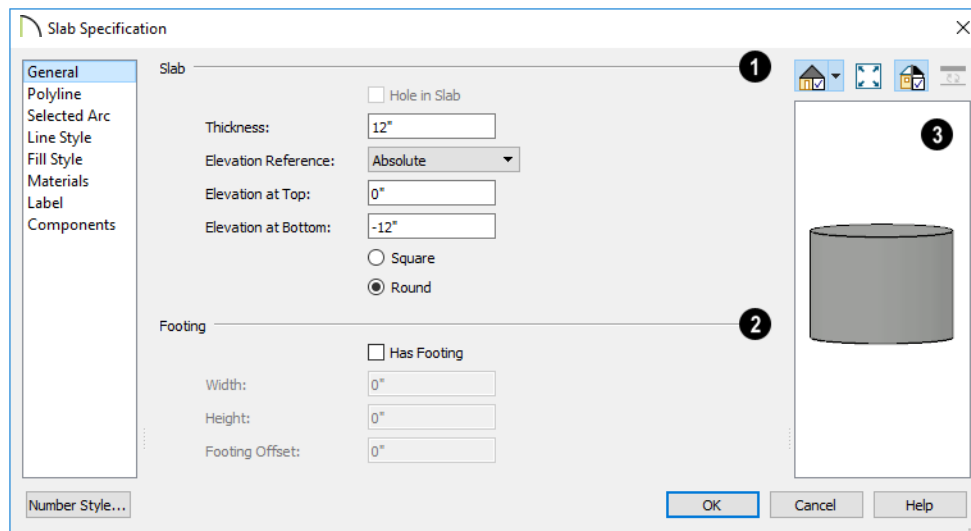 Slab Specification
General
Polyline
Selected Arc
Line Style
Fill Style
Materials
Label
Components
Slab
1
Hole in Slab
Thickness: 12"
Elevation Reference: Absolute
Elevation at Top: 0"
Elevation at Bottom: -12"
Square
Round
Footing
2
Has Footing
Width: 0"
Height: 0"
Footing Offset: 0"
3
Number Style...
OK Cancel Help